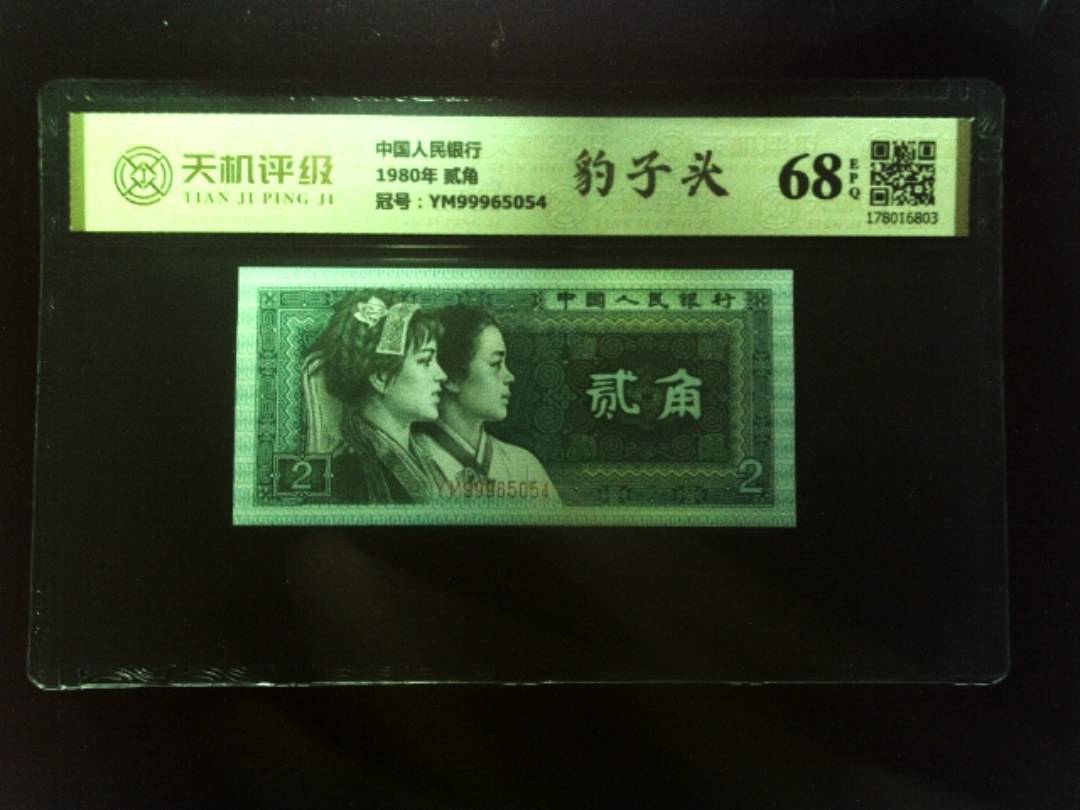 天机评级
TIAN JI PING JI
中国人民银行
1980年 贰角
冠号：YM99965054
豹子头
68
EPQ
178016803
中国人民银行
贰角
2
2
YM99965054